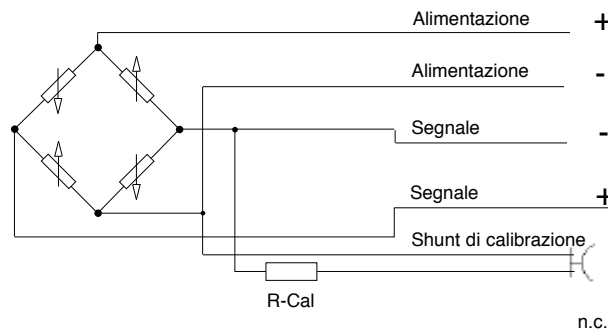 Alimentazione +
Alimentazione -
Segnale -
Segnale +
Shunt di calibrazione
R-Cal
n.c.